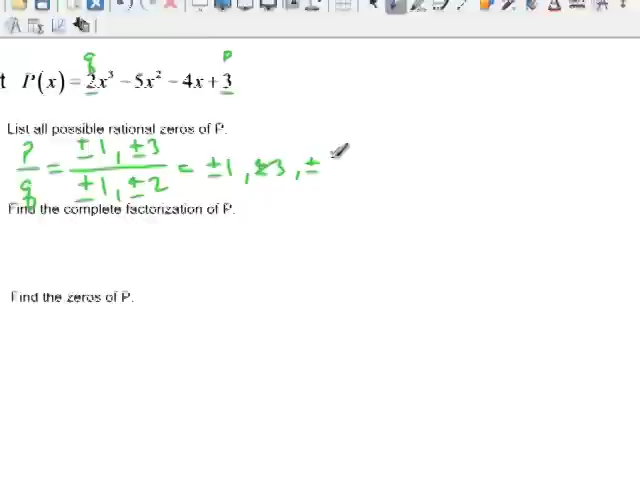 q p
t P(x) = 2x³ − 5x² − 4x + 3
List all possible rational zeros of P.
p/q = ±1, ±3 / ±1, ±2 = ±1, ±3, ±
Find the complete factorization of P.
Find the zeros of P.